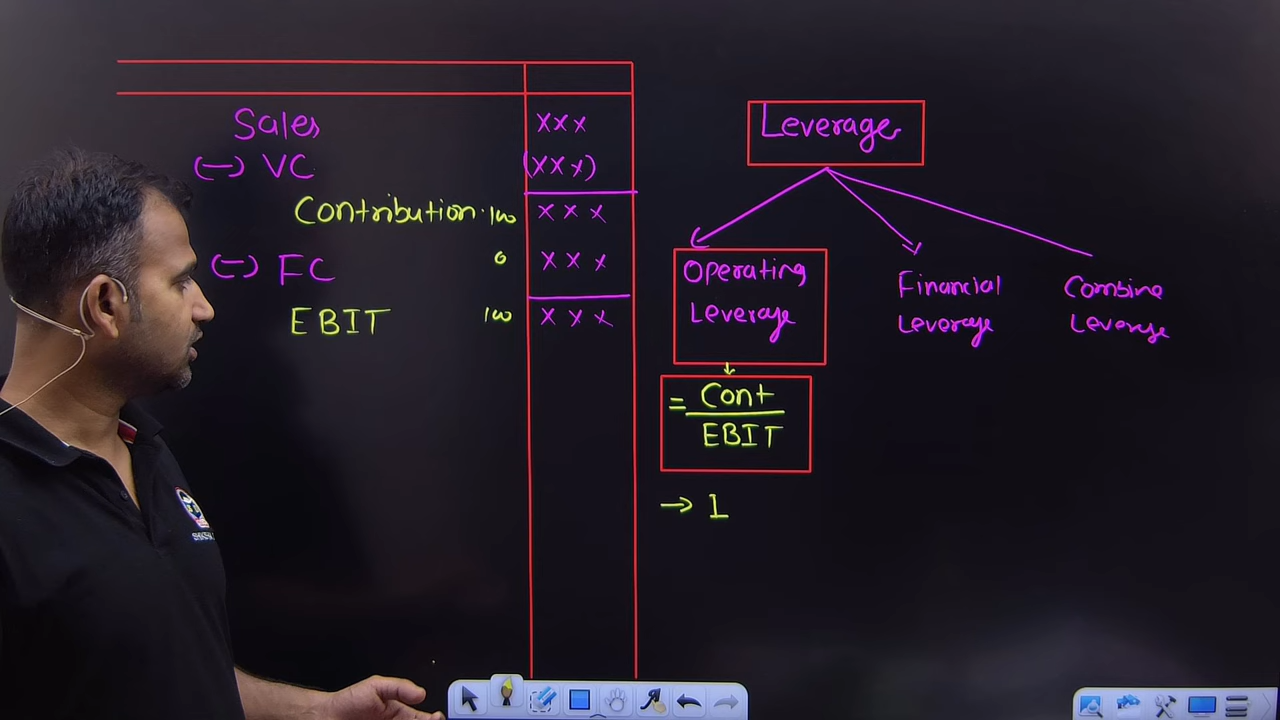 Sales xxx
(-) VC (xxx)
Contribution 100 xxx
(-) FC 0 xxx
EBIT 100 xxx
Leverage
Operating
Leverage
Financial
Leverage
Combine
Leverage
= Cont
EBIT
→ 1